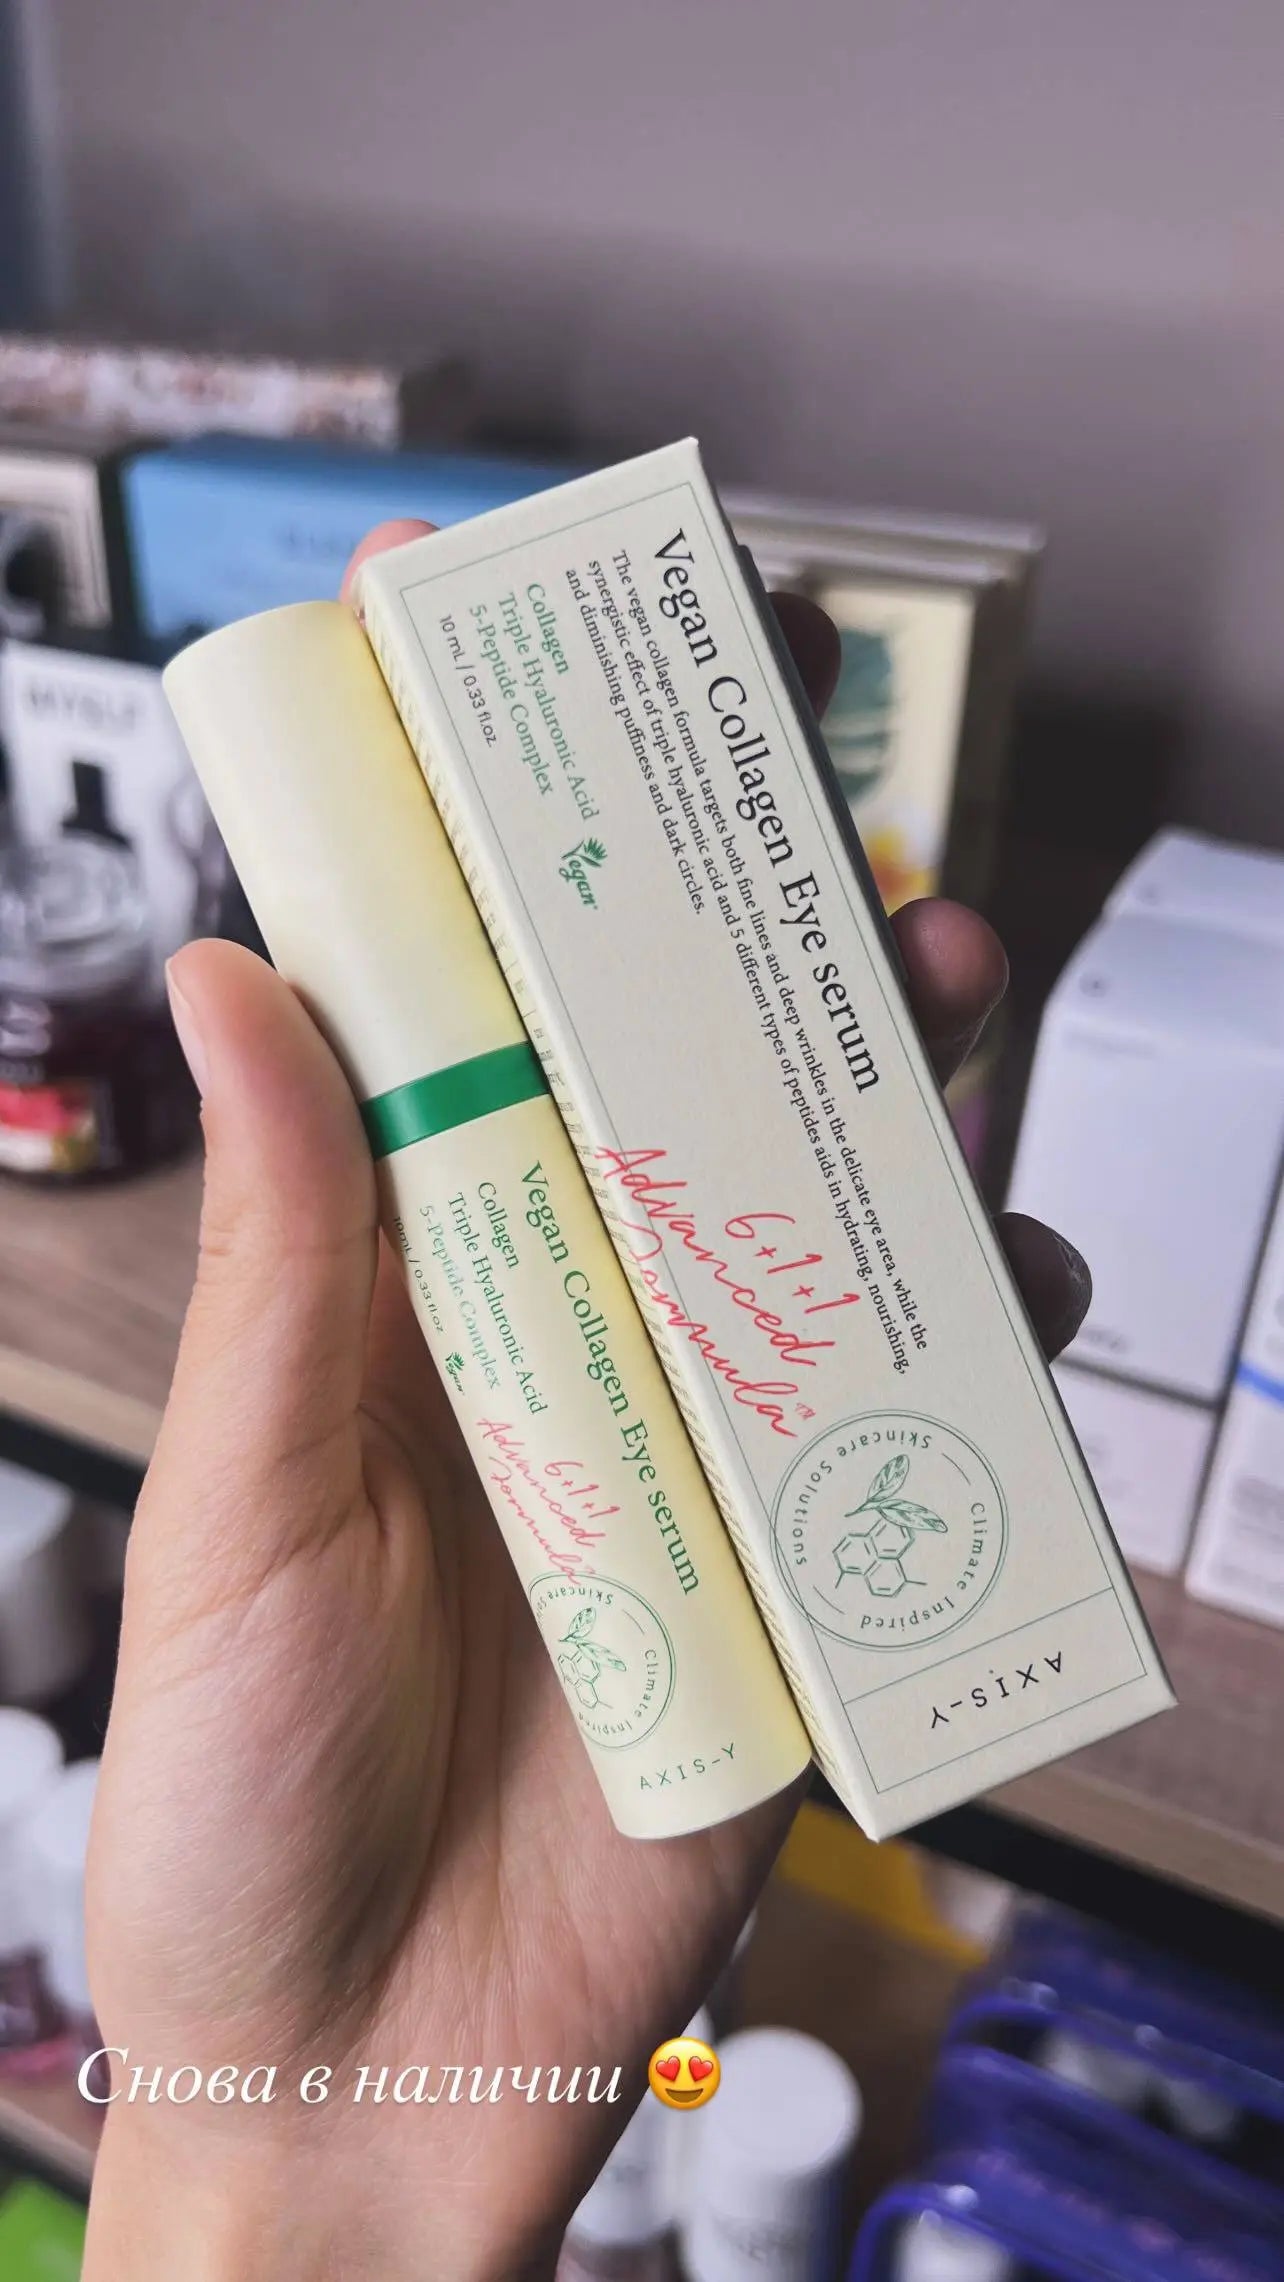 Vegan Collagen Eye serum
The vegan collagen formula targets both fine lines and deep wrinkles in the delicate eye area, while the
synergistic effect of triple hyaluronic acid and 5 different types of peptides aids in hydrating, nourishing,
and diminishing puffiness and dark circles.
Collagen
Triple Hyaluronic Acid
5-Peptide Complex
10 mL / 0.33 fl.oz
Vegan
6+1+1
Advanced
Formula™
Climate Inspired
Skincare Solutions
AXIS-Y
Vegan Collagen Eye serum
Collagen
Triple Hyaluronic Acid
5-Peptide Complex
10mL / 0.33 fl.oz
Vegan
6+1+1
Advanced
Formula™
Climate Inspired
Skincare
AXIS-Y
MYSLF
Снова в наличии 😍